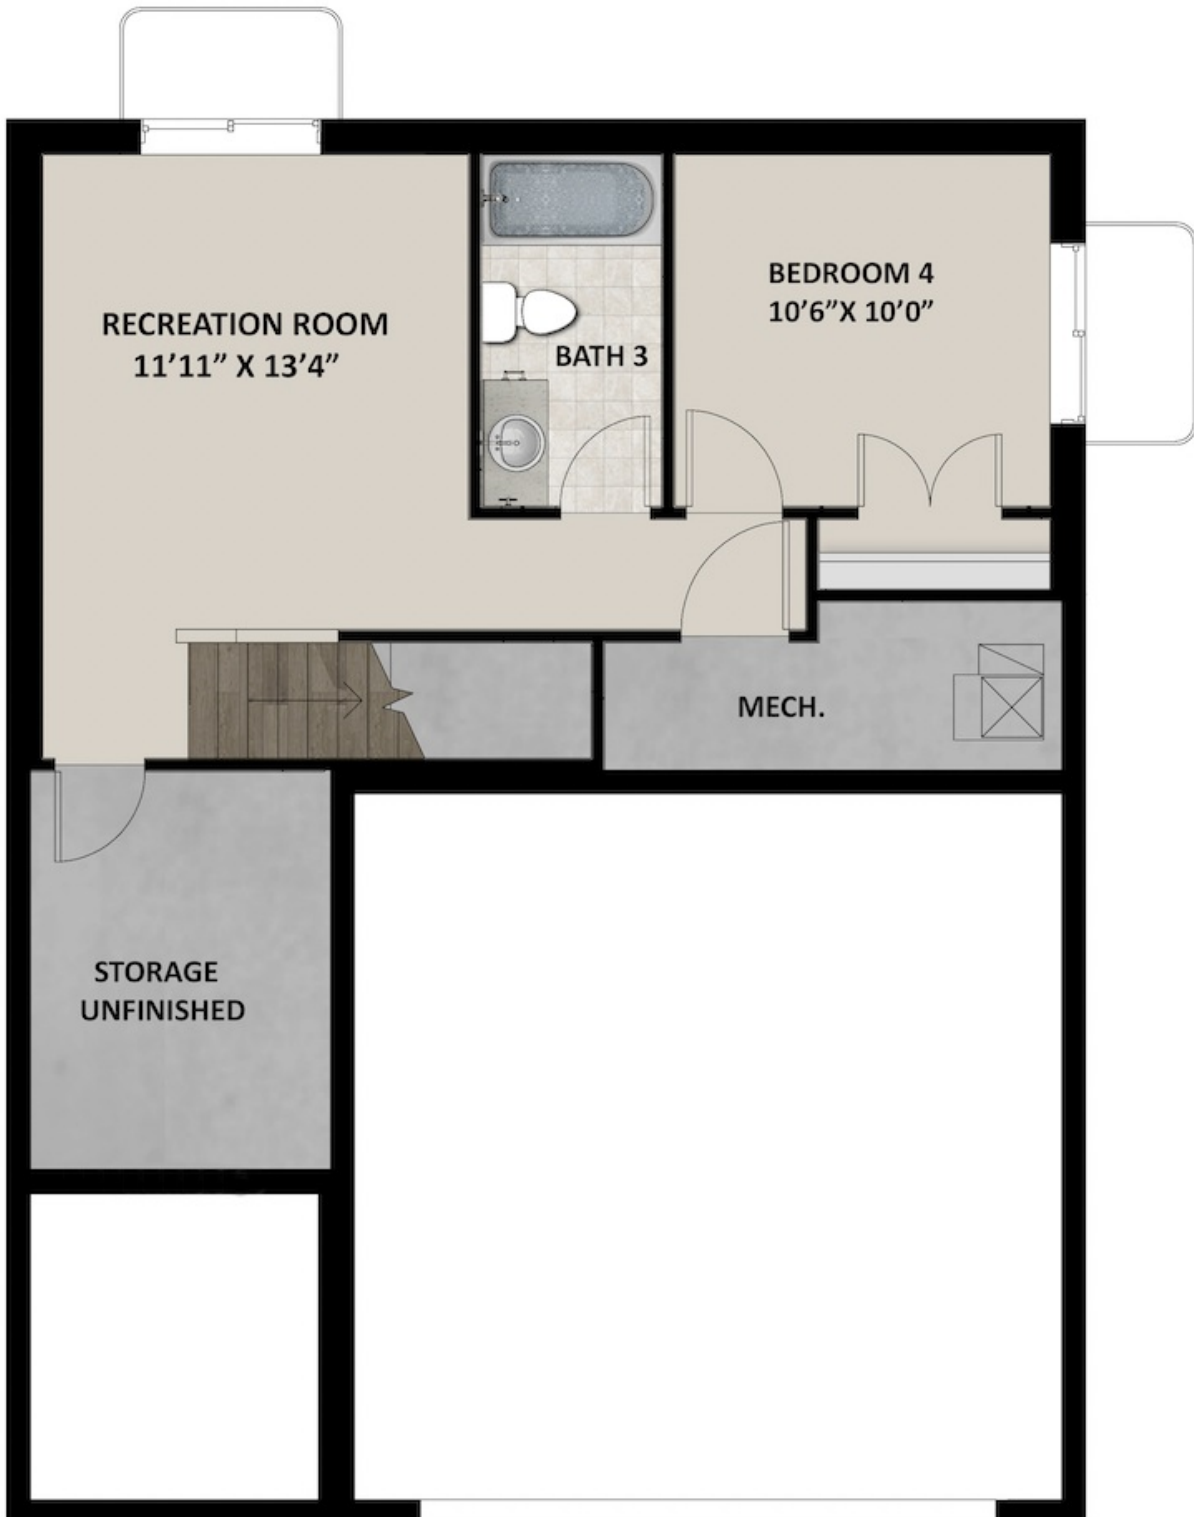 RECREATION ROOM
11’11” X 13’4”
BATH 3
BEDROOM 4
10’6”X 10’0”
MECH.
STORAGE
UNFINISHED